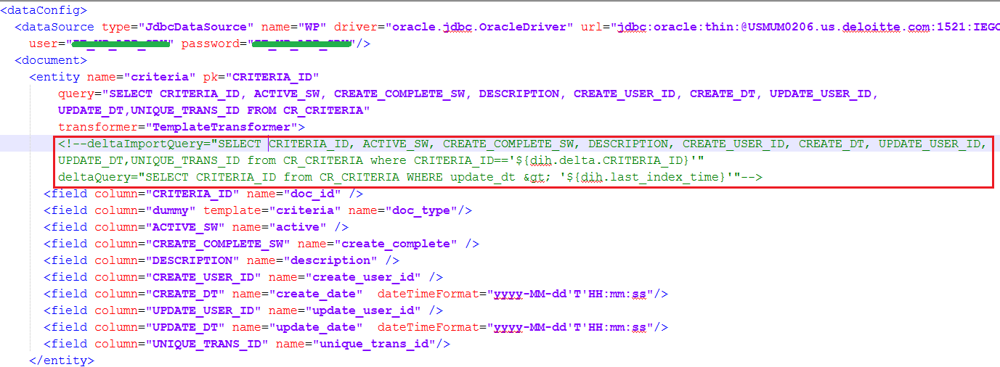 <dataConfig>
<dataSource type="JdbcDataSource" name="WP" driver="oracle.jdbc.OracleDriver" url="jdbc:oracle:thin:@USMUM0206.us.deloitte.com:1521:IEGC
user=" " password=" "/>
<document>
<entity name="criteria" pk="CRITERIA_ID"
query="SELECT CRITERIA_ID, ACTIVE_SW, CREATE_COMPLETE_SW, DESCRIPTION, CREATE_USER_ID, CREATE_DT, UPDATE_USER_ID,
UPDATE_DT,UNIQUE_TRANS_ID FROM CR_CRITERIA"
transformer="TemplateTransformer">
<!--deltaImportQuery="SELECT CRITERIA_ID, ACTIVE_SW, CREATE_COMPLETE_SW, DESCRIPTION, CREATE_USER_ID, CREATE_DT, UPDATE_USER_ID,
UPDATE_DT,UNIQUE_TRANS_ID from CR_CRITERIA where CRITERIA_ID=='${dih.delta.CRITERIA_ID}'"
deltaQuery="SELECT CRITERIA_ID from CR_CRITERIA WHERE update_dt &gt; '${dih.last_index_time}'"-->
<field column="CRITERIA_ID" name="doc_id" />
<field column="dummy" template="criteria" name="doc_type"/>
<field column="ACTIVE_SW" name="active" />
<field column="CREATE_COMPLETE_SW" name="create_complete" />
<field column="DESCRIPTION" name="description" />
<field column="CREATE_USER_ID" name="create_user_id" />
<field column="CREATE_DT" name="create_date"  dateTimeFormat="yyyy-MM-dd'T'HH:mm:ss"/>
<field column="UPDATE_USER_ID" name="update_user_id" />
<field column="UPDATE_DT" name="update_date"  dateTimeFormat="yyyy-MM-dd'T'HH:mm:ss"/>
<field column="UNIQUE_TRANS_ID" name="unique_trans_id"/>
</entity>